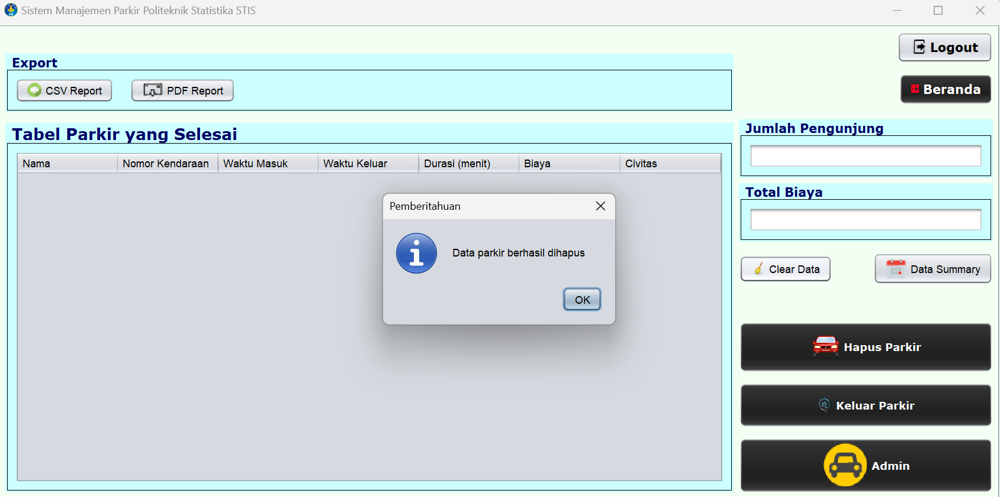 Sistem Manajemen Parkir Politeknik Statistika STIS
Logout
Export
CSV Report
PDF Report
Beranda
Tabel Parkir yang Selesai
Nama
Nomor Kendaraan
Waktu Masuk
Waktu Keluar
Durasi (menit)
Biaya
Civitas
Pemberitahuan
Data parkir berhasil dihapus
OK
Jumlah Pengunjung
Total Biaya
Clear Data
Data Summary
Hapus Parkir
Keluar Parkir
Admin